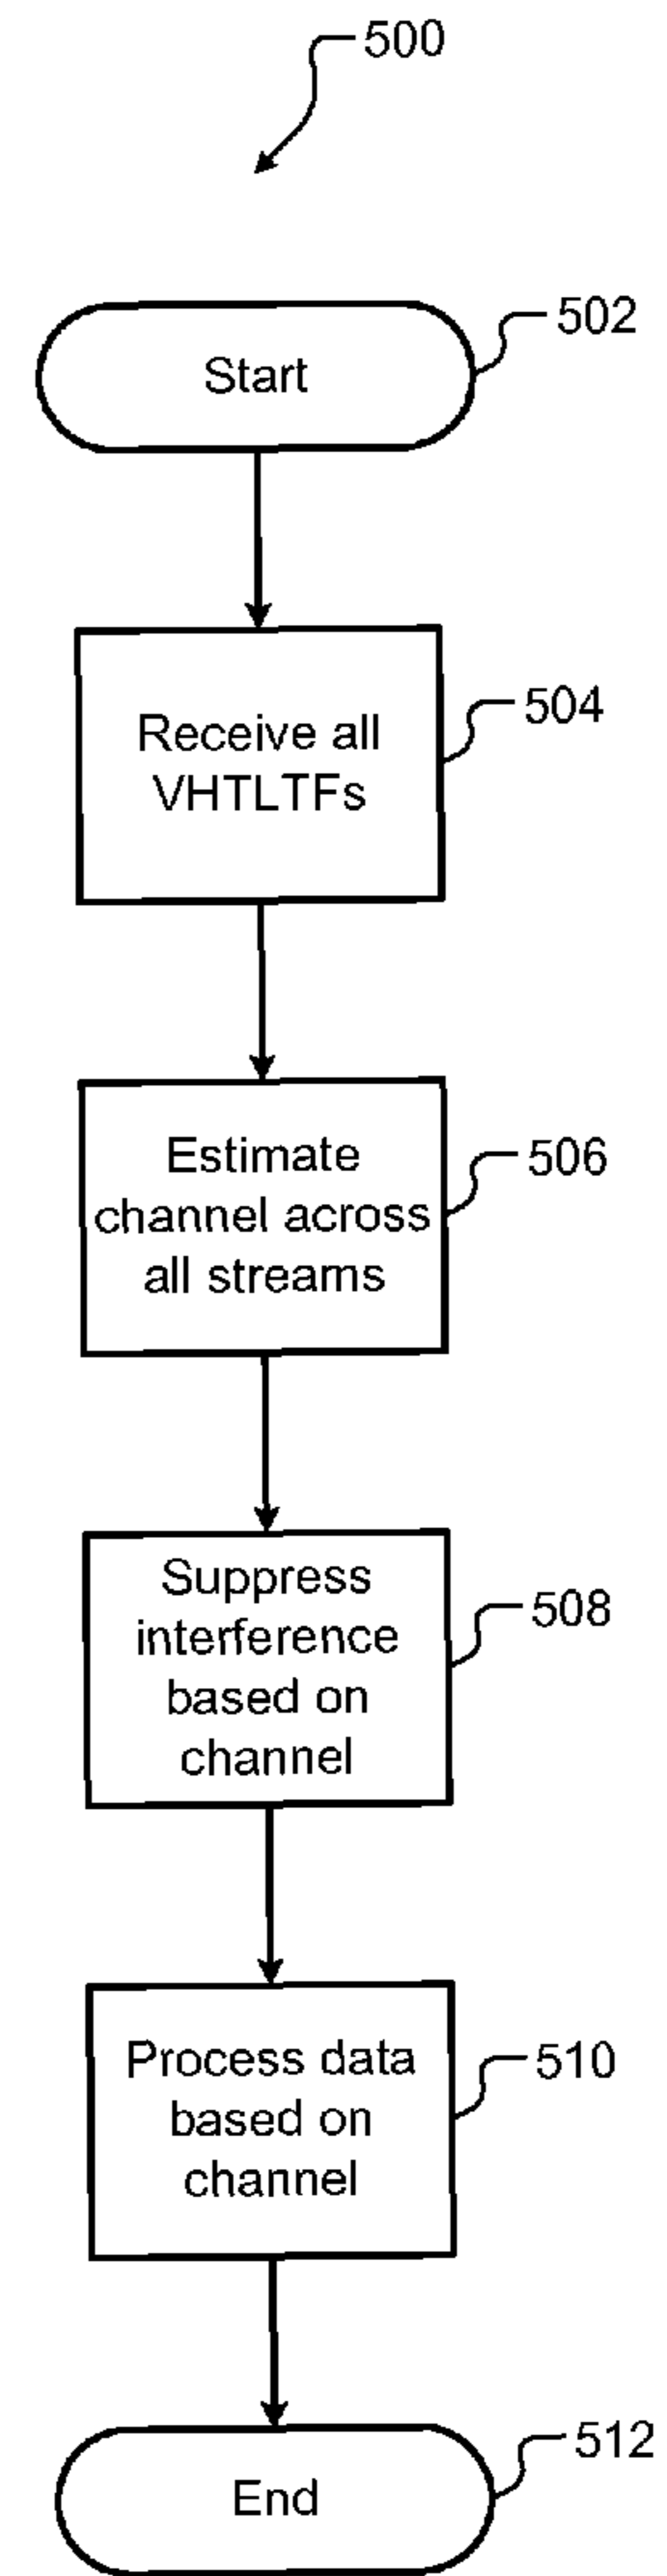 500
Start
502
Receive all
VHTLTFs
504
Estimate
channel across
all streams
506
Suppress
interference
based on
channel
508
Process data
based on
channel
510
End
512